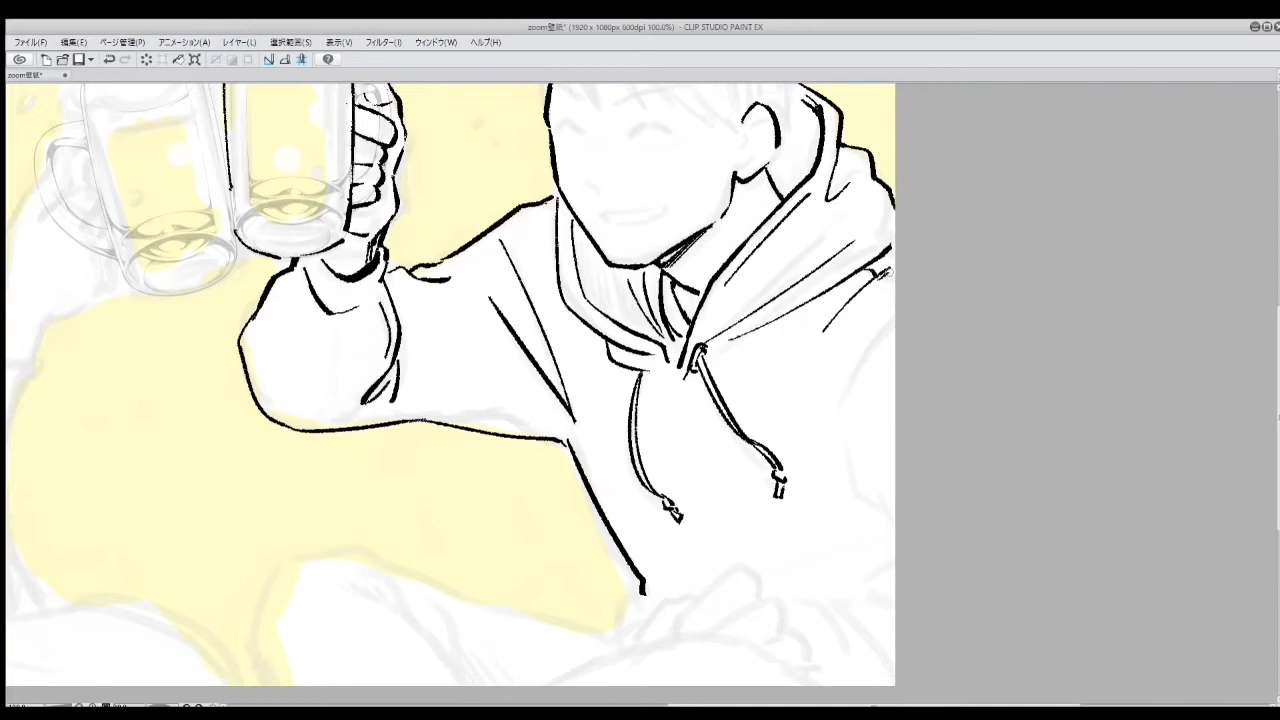 zoom壁紙* (1920 x 1080px 600dpi 100.0%) - CLIP STUDIO PAINT EX
ファイル(F) 編集(E) ページ管理(P) アニメーション(A) レイヤー(L) 選択範囲(S) 表示(V) フィルター(I) ウィンドウ(W) ヘルプ(H)
zoom壁紙*